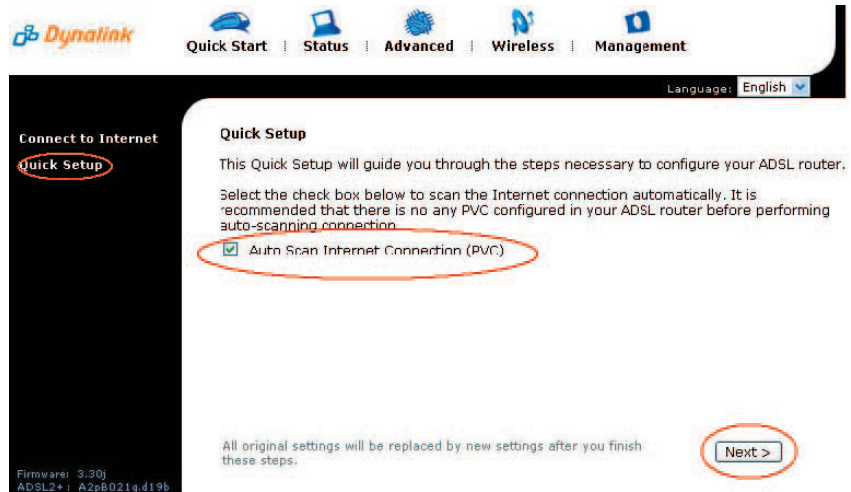 Dynalink
Quick Start | Status | Advanced | Wireless | Management
Language: English
Connect to Internet
Quick Setup
Quick Setup
This Quick Setup will guide you through the steps necessary to configure your ADSL router.
Select the check box below to scan the Internet connection automatically. It is
recommended that there is no any PVC configured in your ADSL router before performing
auto-scanning connection.
Auto Scan Internet Connection (PVC)
All original settings will be replaced by new settings after you finish
these steps.
Next >
Firmware: 3.30j
ADSL2+: A2pB021g.d19b